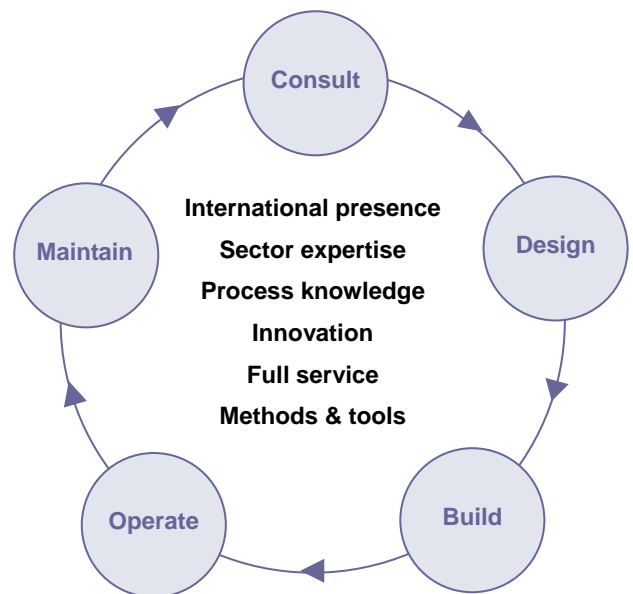 Consult
Design
Build
Operate
Maintain
International presence
Sector expertise
Process knowledge
Innovation
Full service
Methods & tools